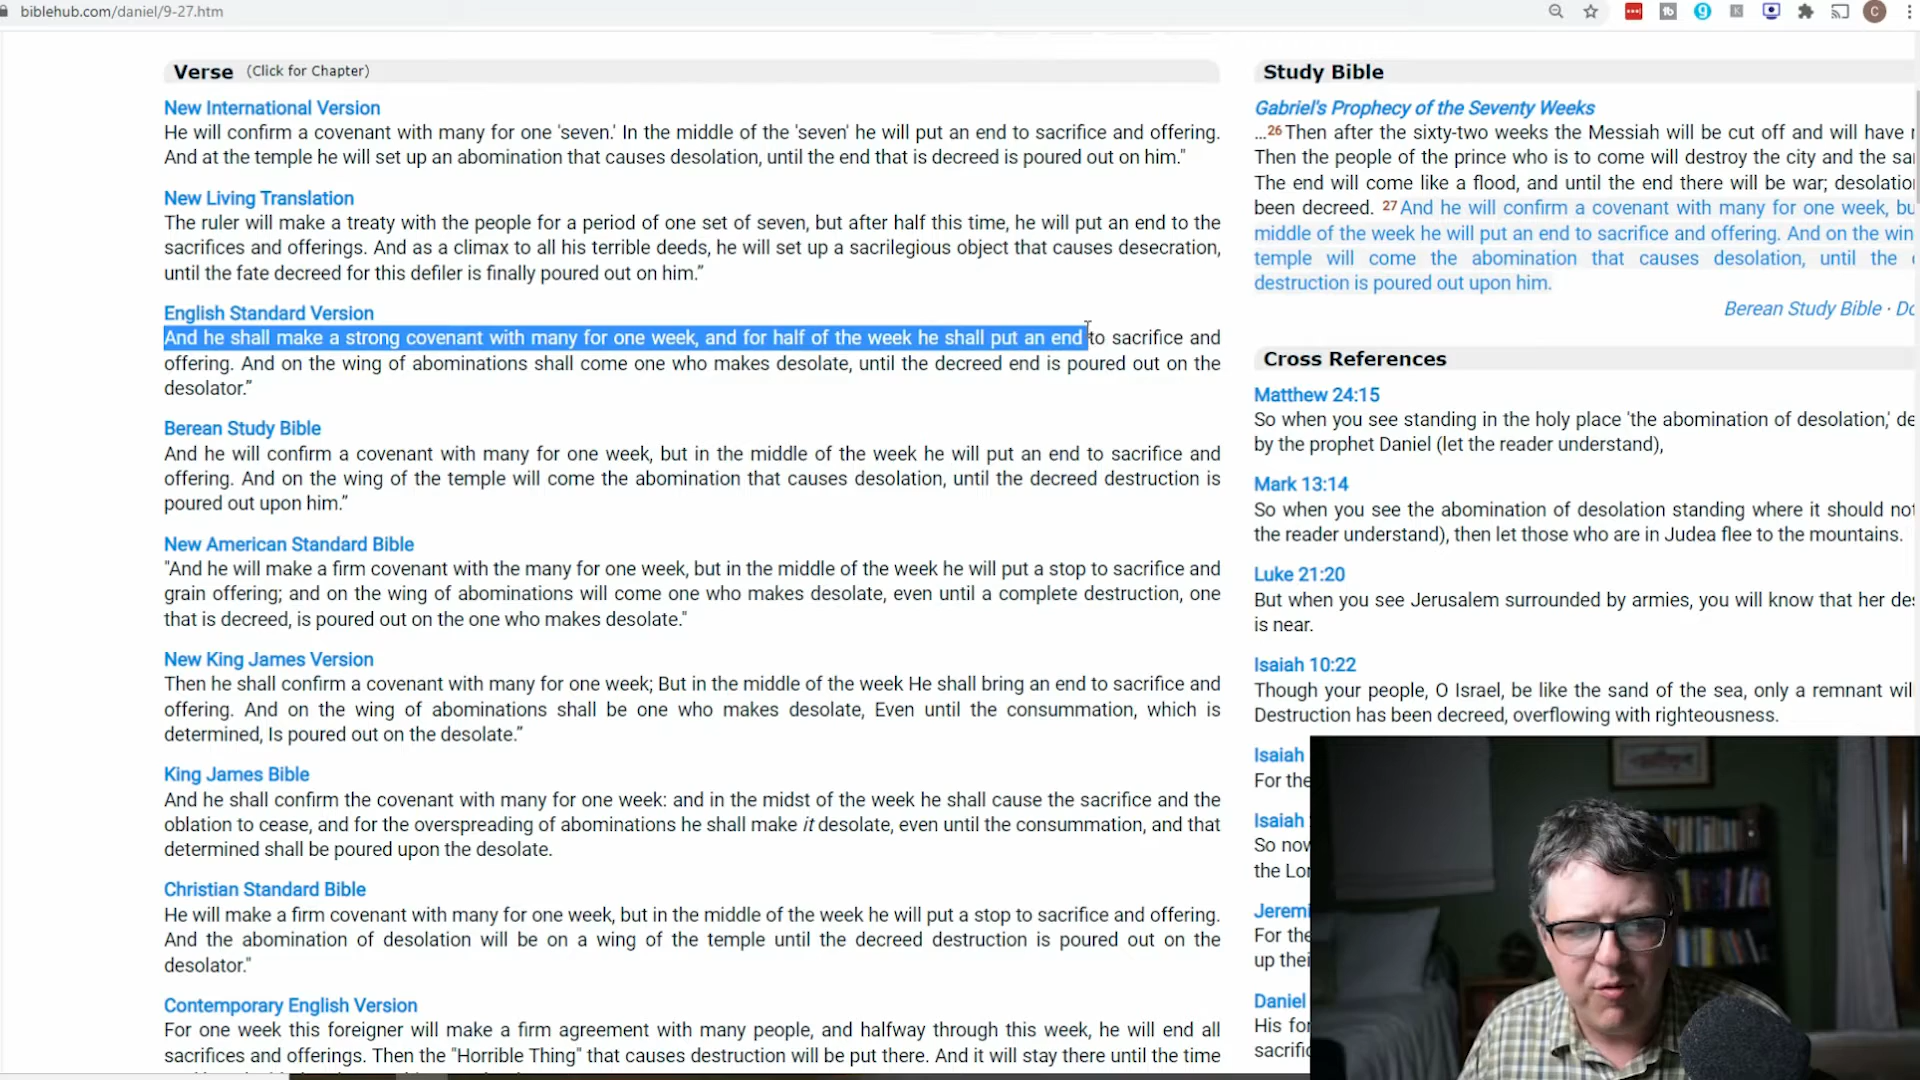 biblehub.com/daniel/9-27.htm
C
Verse (Click for Chapter)
New International Version
He will confirm a covenant with many for one 'seven.' In the middle of the 'seven' he will put an end to sacrifice and offering.
And at the temple he will set up an abomination that causes desolation, until the end that is decreed is poured out on him."
New Living Translation
The ruler will make a treaty with the people for a period of one set of seven, but after half this time, he will put an end to the
sacrifices and offerings. And as a climax to all his terrible deeds, he will set up a sacrilegious object that causes desecration,
until the fate decreed for this defiler is finally poured out on him.”
English Standard Version
And he shall make a strong covenant with many for one week, and for half of the week he shall put an end to sacrifice and
offering. And on the wing of abominations shall come one who makes desolate, until the decreed end is poured out on the
desolator.”
Berean Study Bible
And he will confirm a covenant with many for one week, but in the middle of the week he will put an end to sacrifice and
offering. And on the wing of the temple will come the abomination that causes desolation, until the decreed destruction is
poured out upon him.”
New American Standard Bible
"And he will make a firm covenant with the many for one week, but in the middle of the week he will put a stop to sacrifice and
grain offering; and on the wing of abominations will come one who makes desolate, even until a complete destruction, one
that is decreed, is poured out on the one who makes desolate."
New King James Version
Then he shall confirm a covenant with many for one week; But in the middle of the week He shall bring an end to sacrifice and
offering. And on the wing of abominations shall be one who makes desolate, Even until the consummation, which is
determined, Is poured out on the desolate.”
King James Bible
And he shall confirm the covenant with many for one week: and in the midst of the week he shall cause the sacrifice and the
oblation to cease, and for the overspreading of abominations he shall make it desolate, even until the consummation, and that
determined shall be poured upon the desolate.
Christian Standard Bible
He will make a firm covenant with many for one week, but in the middle of the week he will put a stop to sacrifice and offering.
And the abomination of desolation will be on a wing of the temple until the decreed destruction is poured out on the
desolator."
Contemporary English Version
For one week this foreigner will make a firm agreement with many people, and halfway through this week, he will end all
sacrifices and offerings. Then the "Horrible Thing" that causes destruction will be put there. And it will stay there until the time
Study Bible
Gabriel's Prophecy of the Seventy Weeks
…26Then after the sixty-two weeks the Messiah will be cut off and will have
Then the people of the prince who is to come will destroy the city and the
The end will come like a flood, and until the end there will be war;
been decreed. 27And he will confirm a covenant with many for one week,
middle of the week he will put an end to sacrifice and offering. And on the
temple will come the abomination that causes desolation, until the
destruction is poured out upon him.
Berean Study Bible ·
Cross References
Matthew 24:15
So when you see standing in the holy place 'the abomination of desolation,'
by the prophet Daniel (let the reader understand),
Mark 13:14
So when you see the abomination of desolation standing where it should
the reader understand), then let those who are in Judea flee to the mountains.
Luke 21:20
But when you see Jerusalem surrounded by armies, you will know that her
is near.
Isaiah 10:22
Though your people, O Israel, be like the sand of the sea, only a remnant
Destruction has been decreed, overflowing with righteousness.
Isaiah
For the
Isaiah
So now
the
For the
up
Daniel
His